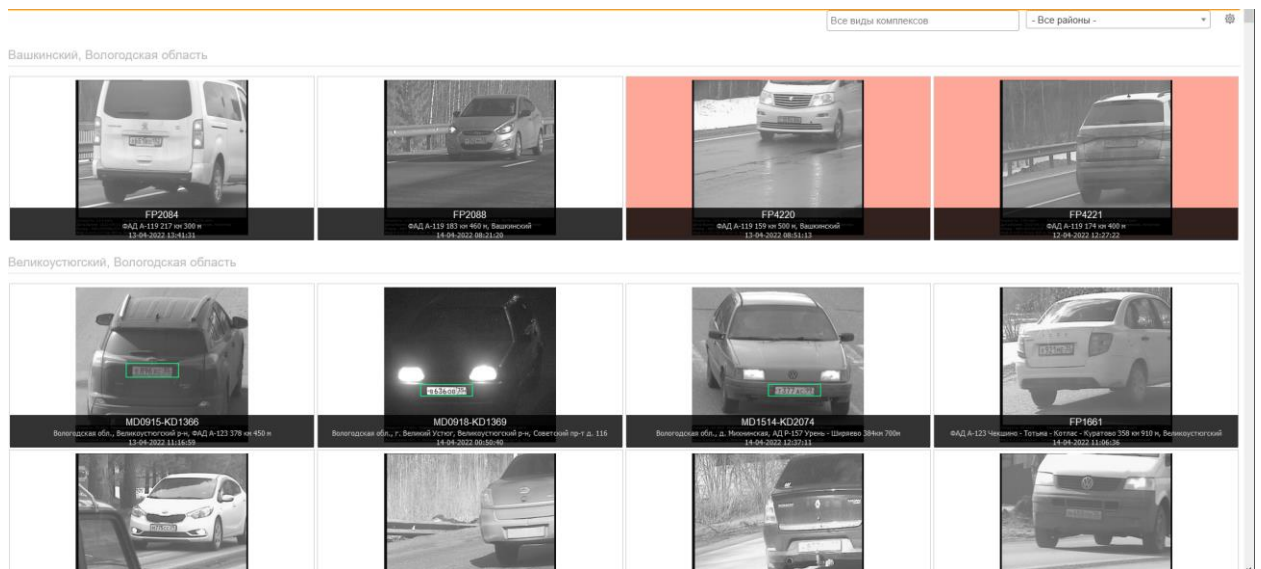 Все виды комплексов
- Все районы -
Вашкинский, Вологодская область
FP2084
ФАД А-119 217 км 300 м
13-04-2022 13:41:31
FP2088
ФАД А-119 183 км 460 м, Вашкинский
14-04-2022 08:21:20
FP4220
ФАД А-119 159 км 500 м, Вашкинский
13-04-2022 08:51:13
FP4221
ФАД А-119 174 км 400 м
12-04-2022 12:27:22
Великоустюгский, Вологодская область
MD0915-KD1366
Вологодская обл., Великоустюгский р-н, ФАД А-123 378 км 450 м
13-04-2022 11:16:59
MD0918-KD1369
Вологодская обл., г. Великий Устюг, Великоустюгский р-н, Советский пр-т д. 116
14-04-2022 00:50:40
MD1514-KD2074
Вологодская обл., д. Михнинская, АД Р-157 Урень - Ширяево 384км 700м
14-04-2022 12:37:11
FP1661
ФАД А-123 Чекшино - Тотьма - Котлас - Куратово 358 км 910 м, Великоустюгский
14-04-2022 11:06:36